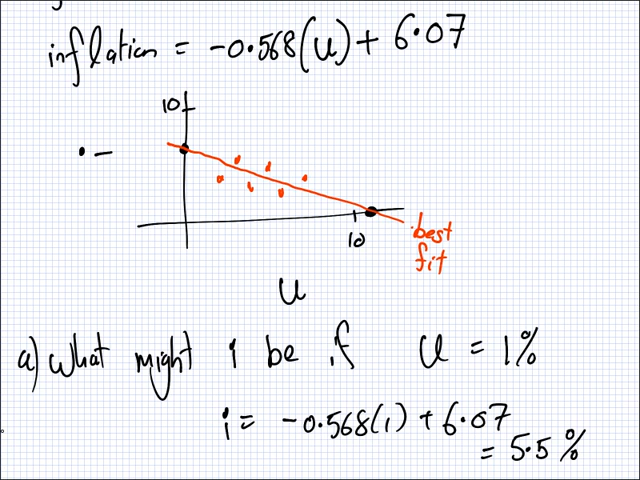 inflation = -0.568(u) + 6.07
10
10
best
fit
u
a) What might i be if u = 1%
i = -0.568(1) + 6.07
= 5.5%